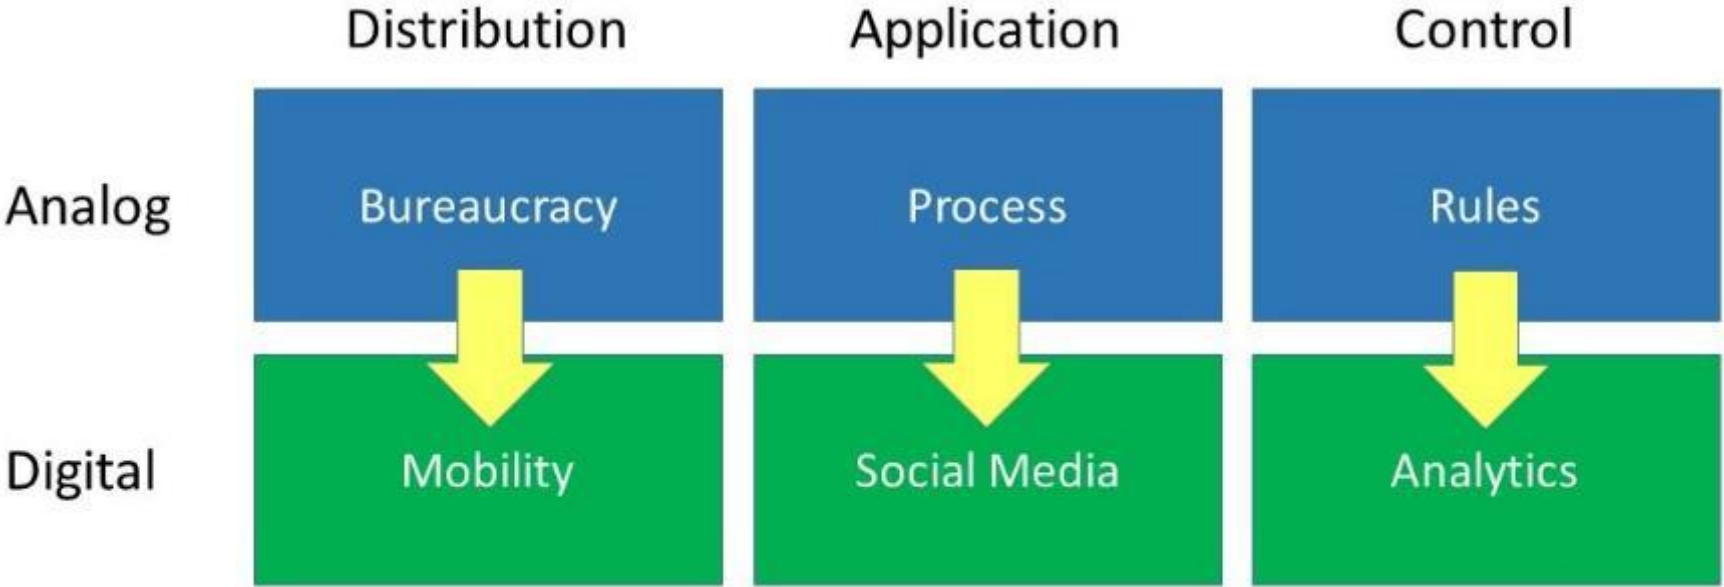 Distribution Application Control
Analog Bureaucracy Process Rules
Digital Mobility Social Media Analytics